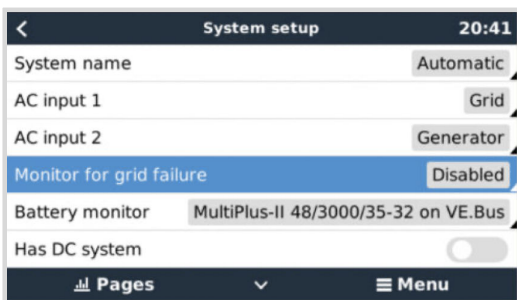 System setup 20:41
System name Automatic
AC input 1 Grid
AC input 2 Generator
Monitor for grid failure Disabled
Battery monitor MultiPlus-II 48/3000/35-32 on VE.Bus
Has DC system
Pages Menu